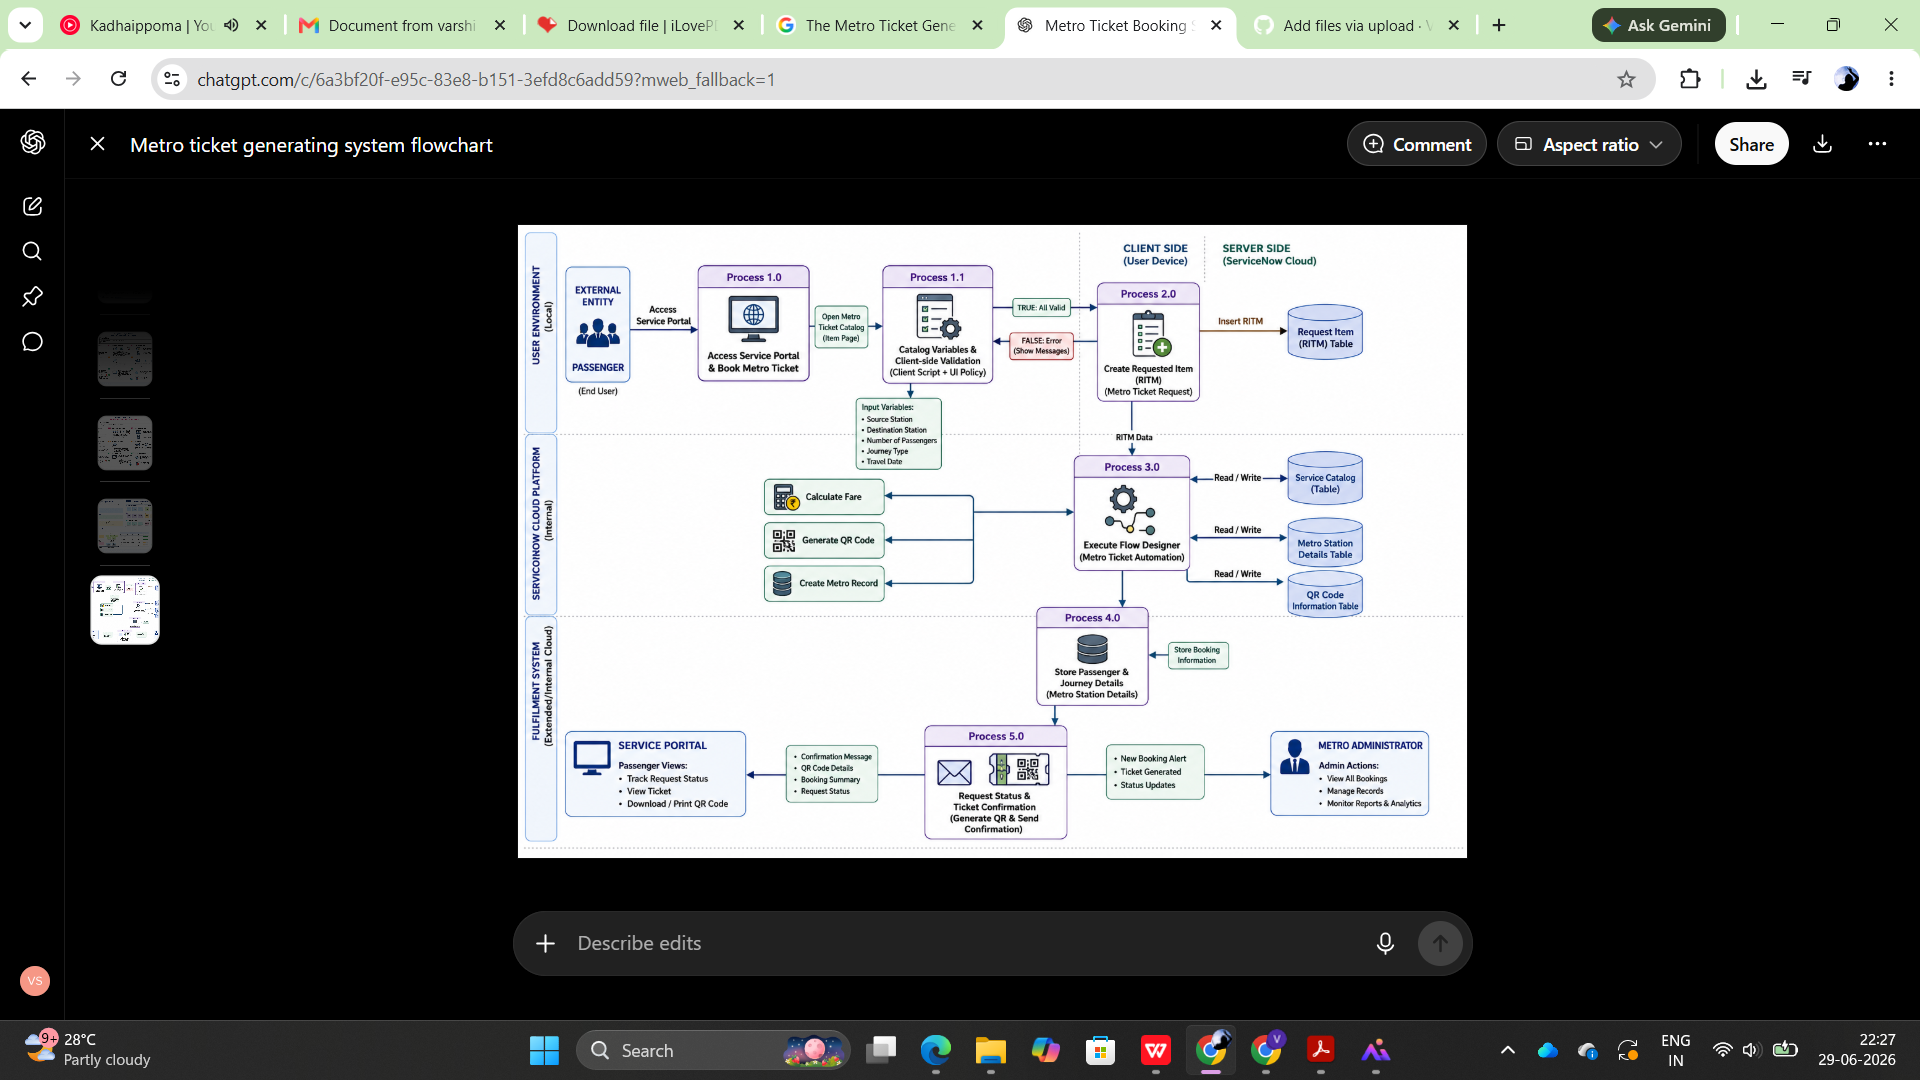 Kadhaippoma | You
Document from varshi
Download file | iLovePD
The Metro Ticket Gene
Metro Ticket Booking S
Add files via upload · V
Ask Gemini
chatgpt.com/c/6a3bf20f-e95c-83e8-b151-3efd8c6add59?mweb_fallback=1
Metro ticket generating system flowchart
Comment
Aspect ratio
Share
USER ENVIRONMENT
(Local)
EXTERNAL
ENTITY
PASSENGER
(End User)
Access
Service Portal
Process 1.0
Access Service Portal
& Book Metro Ticket
Open Metro
Ticket Catalog
(Item Page)
Process 1.1
Catalog Variables &
Client-side Validation
(Client Script + UI Policy)
TRUE: All Valid
FALSE: Error
(Show Messages)
CLIENT SIDE
(User Device)
SERVER SIDE
(ServiceNow Cloud)
Process 2.0
Create Requested Item
(RITM)
(Metro Ticket Request)
Insert RITM
Request Item
(RITM) Table
Input Variables:
• Source Station
• Destination Station
• Number of Passengers
• Journey Type
• Travel Date
RITM Data
SERVICOINOW CLOUD PLATFORM
(Internal)
Calculate Fare
Generate QR Code
Create Metro Record
Process 3.0
Execute Flow Designer
(Metro Ticket Automation)
Read / Write
Service Catalog
(Table)
Read / Write
Metro Station
Details Table
Read / Write
QR Code
Information Table
FULFILMENT SYSTEM
(Extended/Internal Cloud)
Process 4.0
Store Passenger &
Journey Details
(Metro Station Details)
Store Booking
Information
SERVICE PORITAL
Passenger Views:
• Track Request Status
• View Ticket
• Download / Print QR Code
• Confirmation Message
• QR Code Details
• Booking Summary
• Request Status
Process 5.0
Request Status &
Ticket Confirmation
(Generate QR & Send
Confirmation)
• New Booking Alert
• Ticket Generated
• Status Updates
METRO ADMINISTRATOR
Admin Actions:
• View All Bookings
• Manage Records
• Monitor Reports & Analytics
Describe edits
VS
9+
28°C
Partly cloudy
Search
V
ENG
IN
22:27
29-06-2026